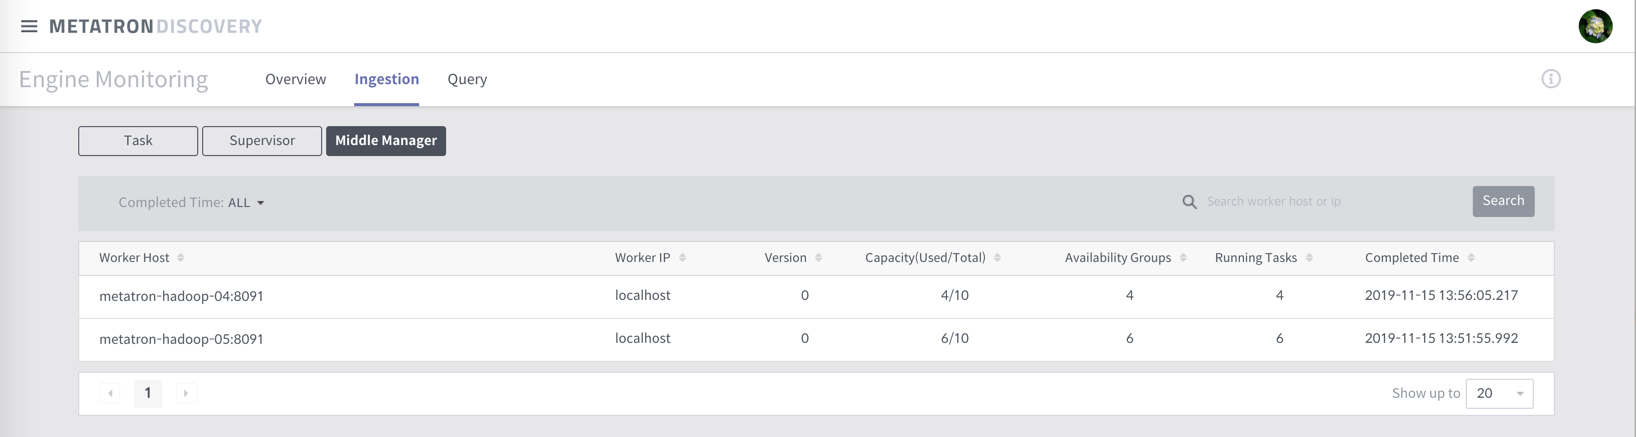 METATRON DISCOVERY
Engine Monitoring Overview Ingestion Query
Task Supervisor Middle Manager
Completed Time: ALL Search worker host or ip Search
Worker Host Worker IP Version Capacity(Used/Total) Availability Groups Running Tasks Completed Time
metatron-hadoop-04:8091 localhost 0 4/10 4 4 2019-11-15 13:56:05.217
metatron-hadoop-05:8091 localhost 0 6/10 6 6 2019-11-15 13:51:55.992
1 Show up to 20